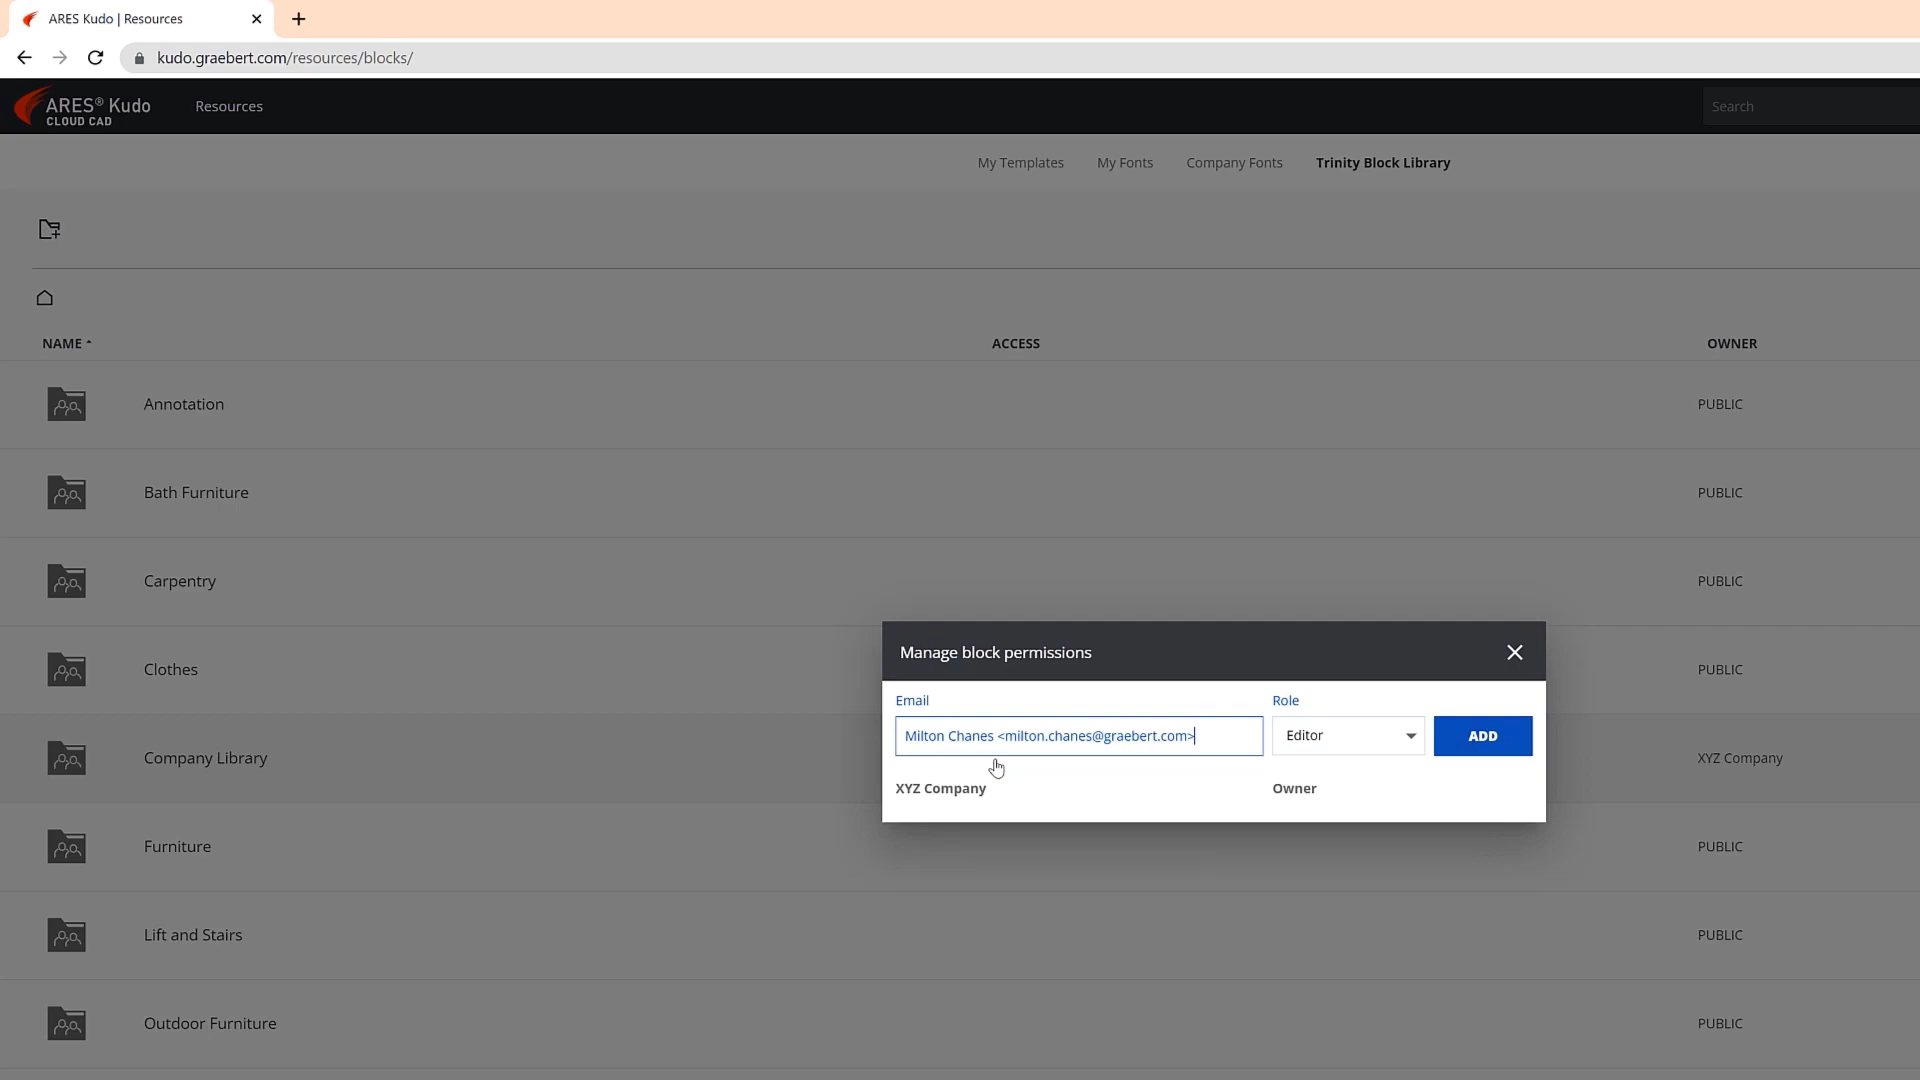 ARES Kudo | Resources
kudo.graebert.com/resources/blocks/
ARES® Kudo
CLOUD CAD
Resources
Search
My Templates
My Fonts
Company Fonts
Trinity Block Library
NAME
ACCESS
OWNER
Annotation
PUBLIC
Bath Furniture
PUBLIC
Carpentry
PUBLIC
Clothes
PUBLIC
Manage block permissions
Email
Role
Milton Chanes <milton.chanes@graebert.com>
Editor
ADD
XYZ Company
Owner
Company Library
XYZ Company
Furniture
PUBLIC
Lift and Stairs
PUBLIC
Outdoor Furniture
PUBLIC